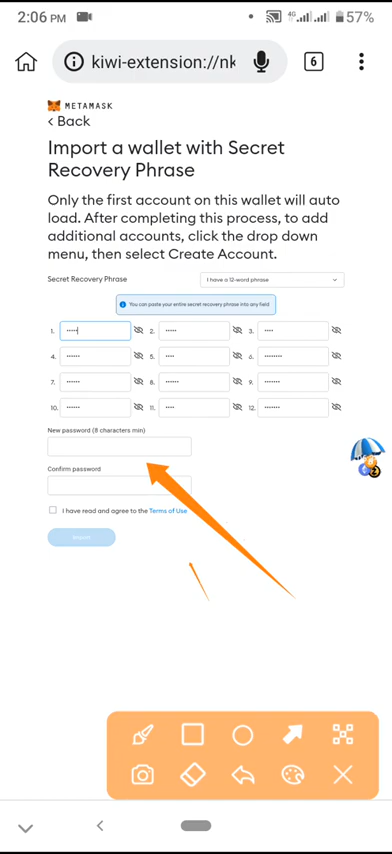 2:06 PM 4G 57%
kiwi-extension://nk 6
METAMASK
< Back
Import a wallet with Secret
Recovery Phrase
Only the first account on this wallet will auto
load. After completing this process, to add
additional accounts, click the drop down
menu, then select Create Account.
Secret Recovery Phrase I have a 12-word phrase
You can paste your entire secret recovery phrase into any field
1. ••••• 2. ••••• 3. ••••
4. •••••• 5. •••• 6. ••••••••
7. •••••• 8. •••••• 9. •••••••
10. •••••• 11. •••• 12. •••••••
New password (8 characters min)
Confirm password
I have read and agree to the Terms of Use
Import